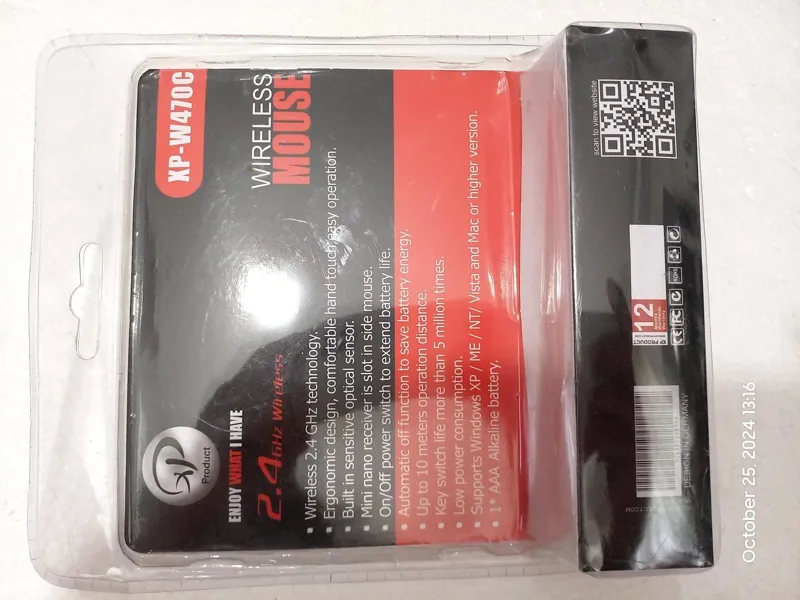 XP-W470C
WIRELESS
MOUSE
XP
Product
ENJOY WHAT I HAVE
2.4GHz Wireless
Wireless 2.4 GHz technology.
Ergonomic design, comfortable hand touch,easy operation.
Built in sensitive optical sensor.
Mini nano receiver is slot in side mouse.
On/Off power switch to extend battery life.
Automatic off function to save battery energy.
Up to 10 meters operation distance.
Key switch life more than 5 million times.
Low power consumption.
Supports Windows XP / ME / NT/ Vista and Mac or higher version.
1* AAA Alkaline battery.
scan to view website
12
XP PRODUCT
CE FC
DESIGN IN GERMANY
October 25, 2024 13:16